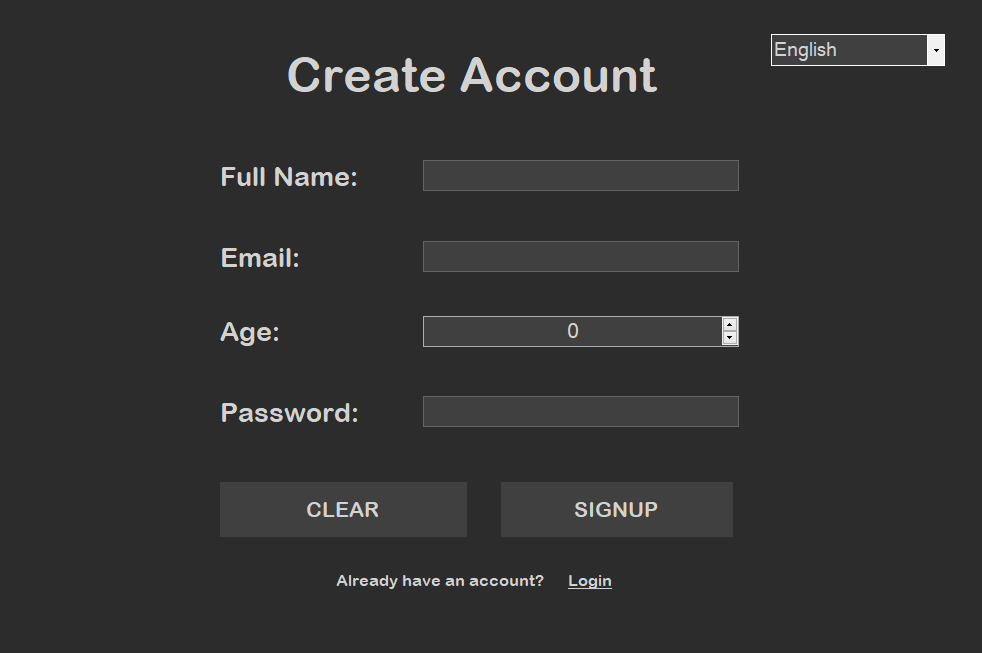 English
Create Account
Full Name:
Email:
Age: 0
Password:
CLEAR SIGNUP
Already have an account? Login